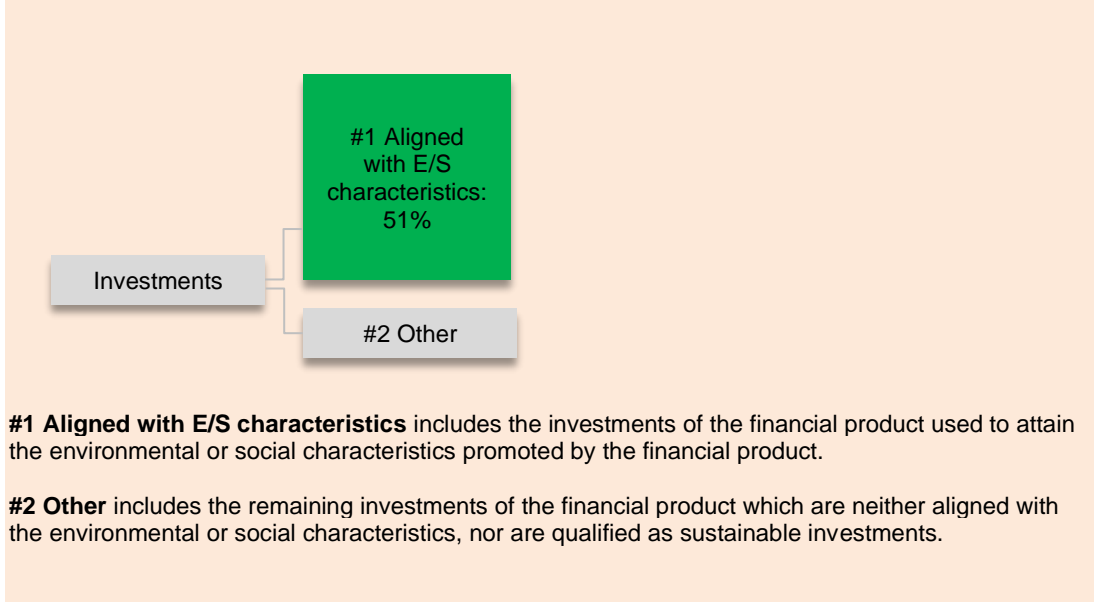 #1 Aligned
with E/S
characteristics:
51%
Investments
#2 Other
#1 Aligned with E/S characteristics includes the investments of the financial product used to attain
the environmental or social characteristics promoted by the financial product.
#2 Other includes the remaining investments of the financial product which are neither aligned with
the environmental or social characteristics, nor are qualified as sustainable investments.